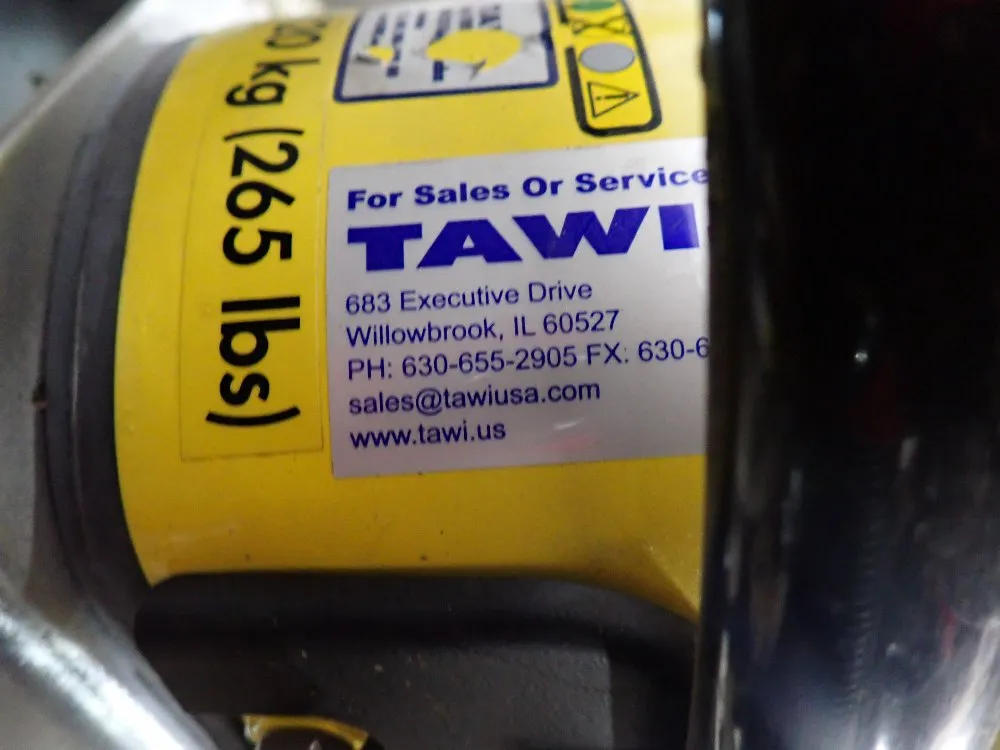 For Sales Or Service
TAWI
683 Executive Drive
Willowbrook, IL 60527
PH: 630-655-2905 FX: 630-6
sales@tawiusa.com
www.tawi.us
20 kg (265 lbs)